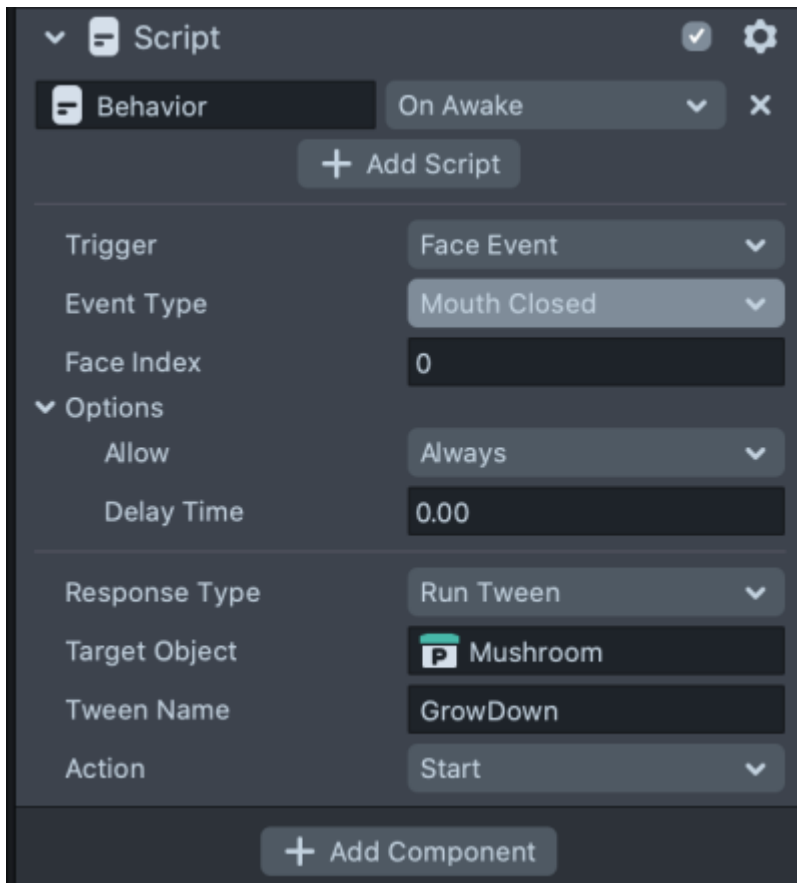 Script
Behavior On Awake
+ Add Script
Trigger Face Event
Event Type Mouth Closed
Face Index 0
Options
Allow Always
Delay Time 0.00
Response Type Run Tween
Target Object P Mushroom
Tween Name GrowDown
Action Start
+ Add Component